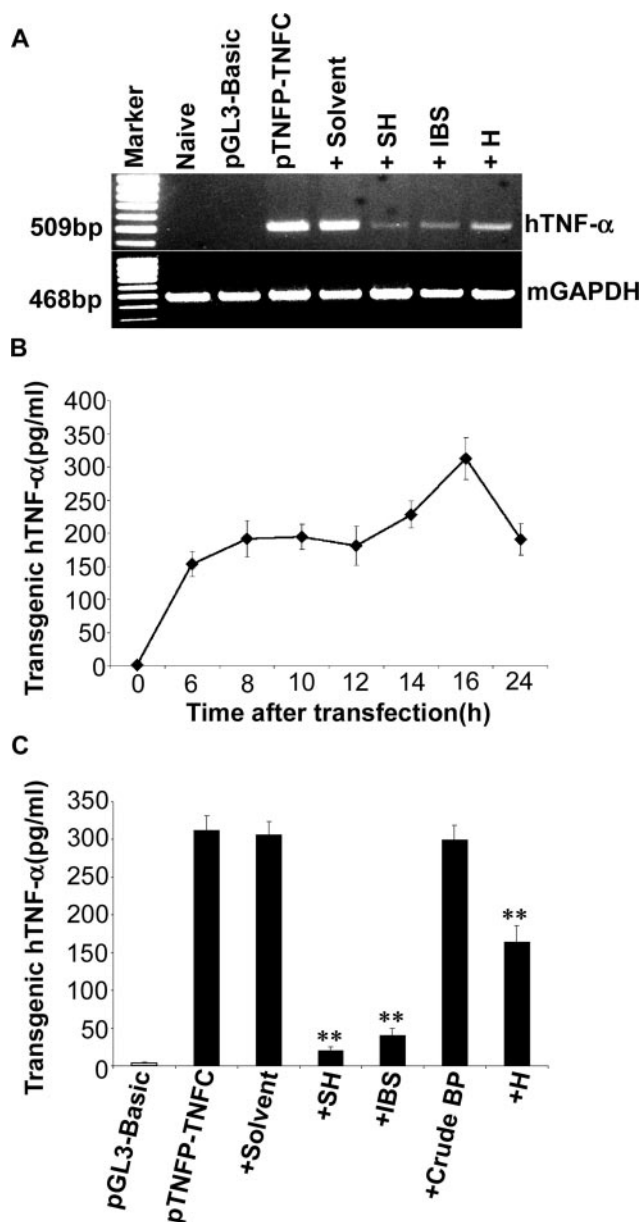 A
Marker
Naive
pGL3-Basic
pTNFP-TNFC
+ Solvent
+ SH
+ IBS
+ H
509bp
hTNF-α
468bp
mGAPDH
B
Transgenic hTNF-α(pg/ml)
400
350
300
250
200
150
100
50
0
0 6 8 10 12 14 16 24
Time after transfection(h)
C
Transgenic hTNF-α(pg/ml)
350
300
250
200
150
100
50
0
**
**
**
pGL3-Basic
pTNFP-TNFC
+Solvent
+SH
+IBS
+Crude BP
+H